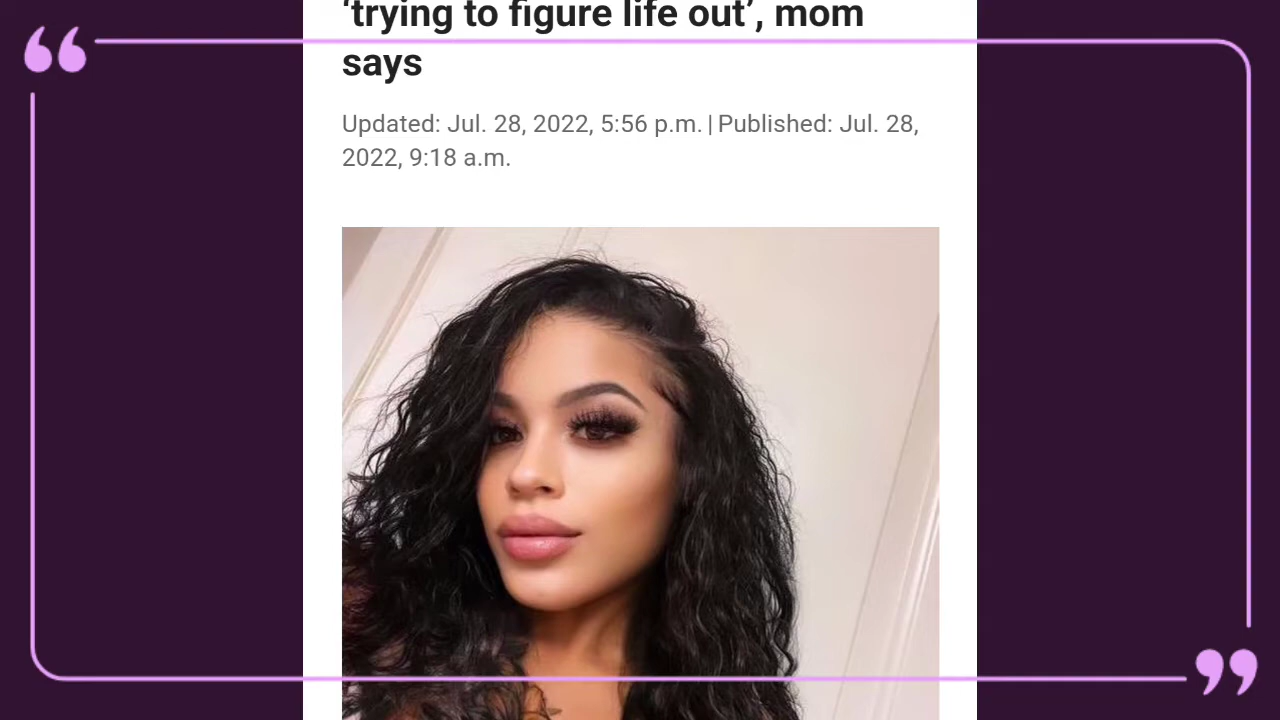 ‘trying to figure life out’, mom
says
Updated: Jul. 28, 2022, 5:56 p.m. | Published: Jul. 28,
2022, 9:18 a.m.